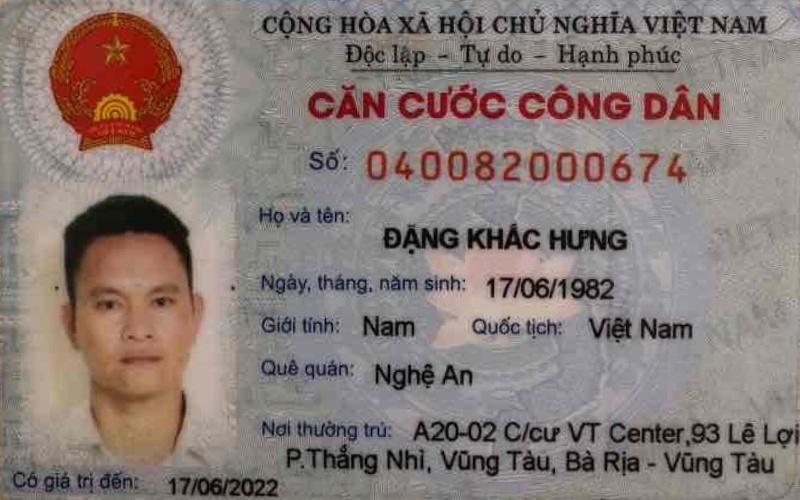 CỘNG HÒA XÃ HỘI CHỦ NGHĨA VIỆT NAM
Độc lập – Tự do – Hạnh phúc
CĂN CƯỚC CÔNG DÂN
Số: 040082000674
Họ và tên:
ĐẶNG KHẮC HƯNG
Ngày, tháng, năm sinh: 17/06/1982
Giới tính: Nam Quốc tịch: Việt Nam
Quê quán: Nghệ An
Nơi thường trú: A20-02 C/cư VT Center,93 Lê Lợi
P.Thắng Nhì, Vũng Tàu, Bà Rịa - Vũng Tàu
Có giá trị đến: 17/06/2022